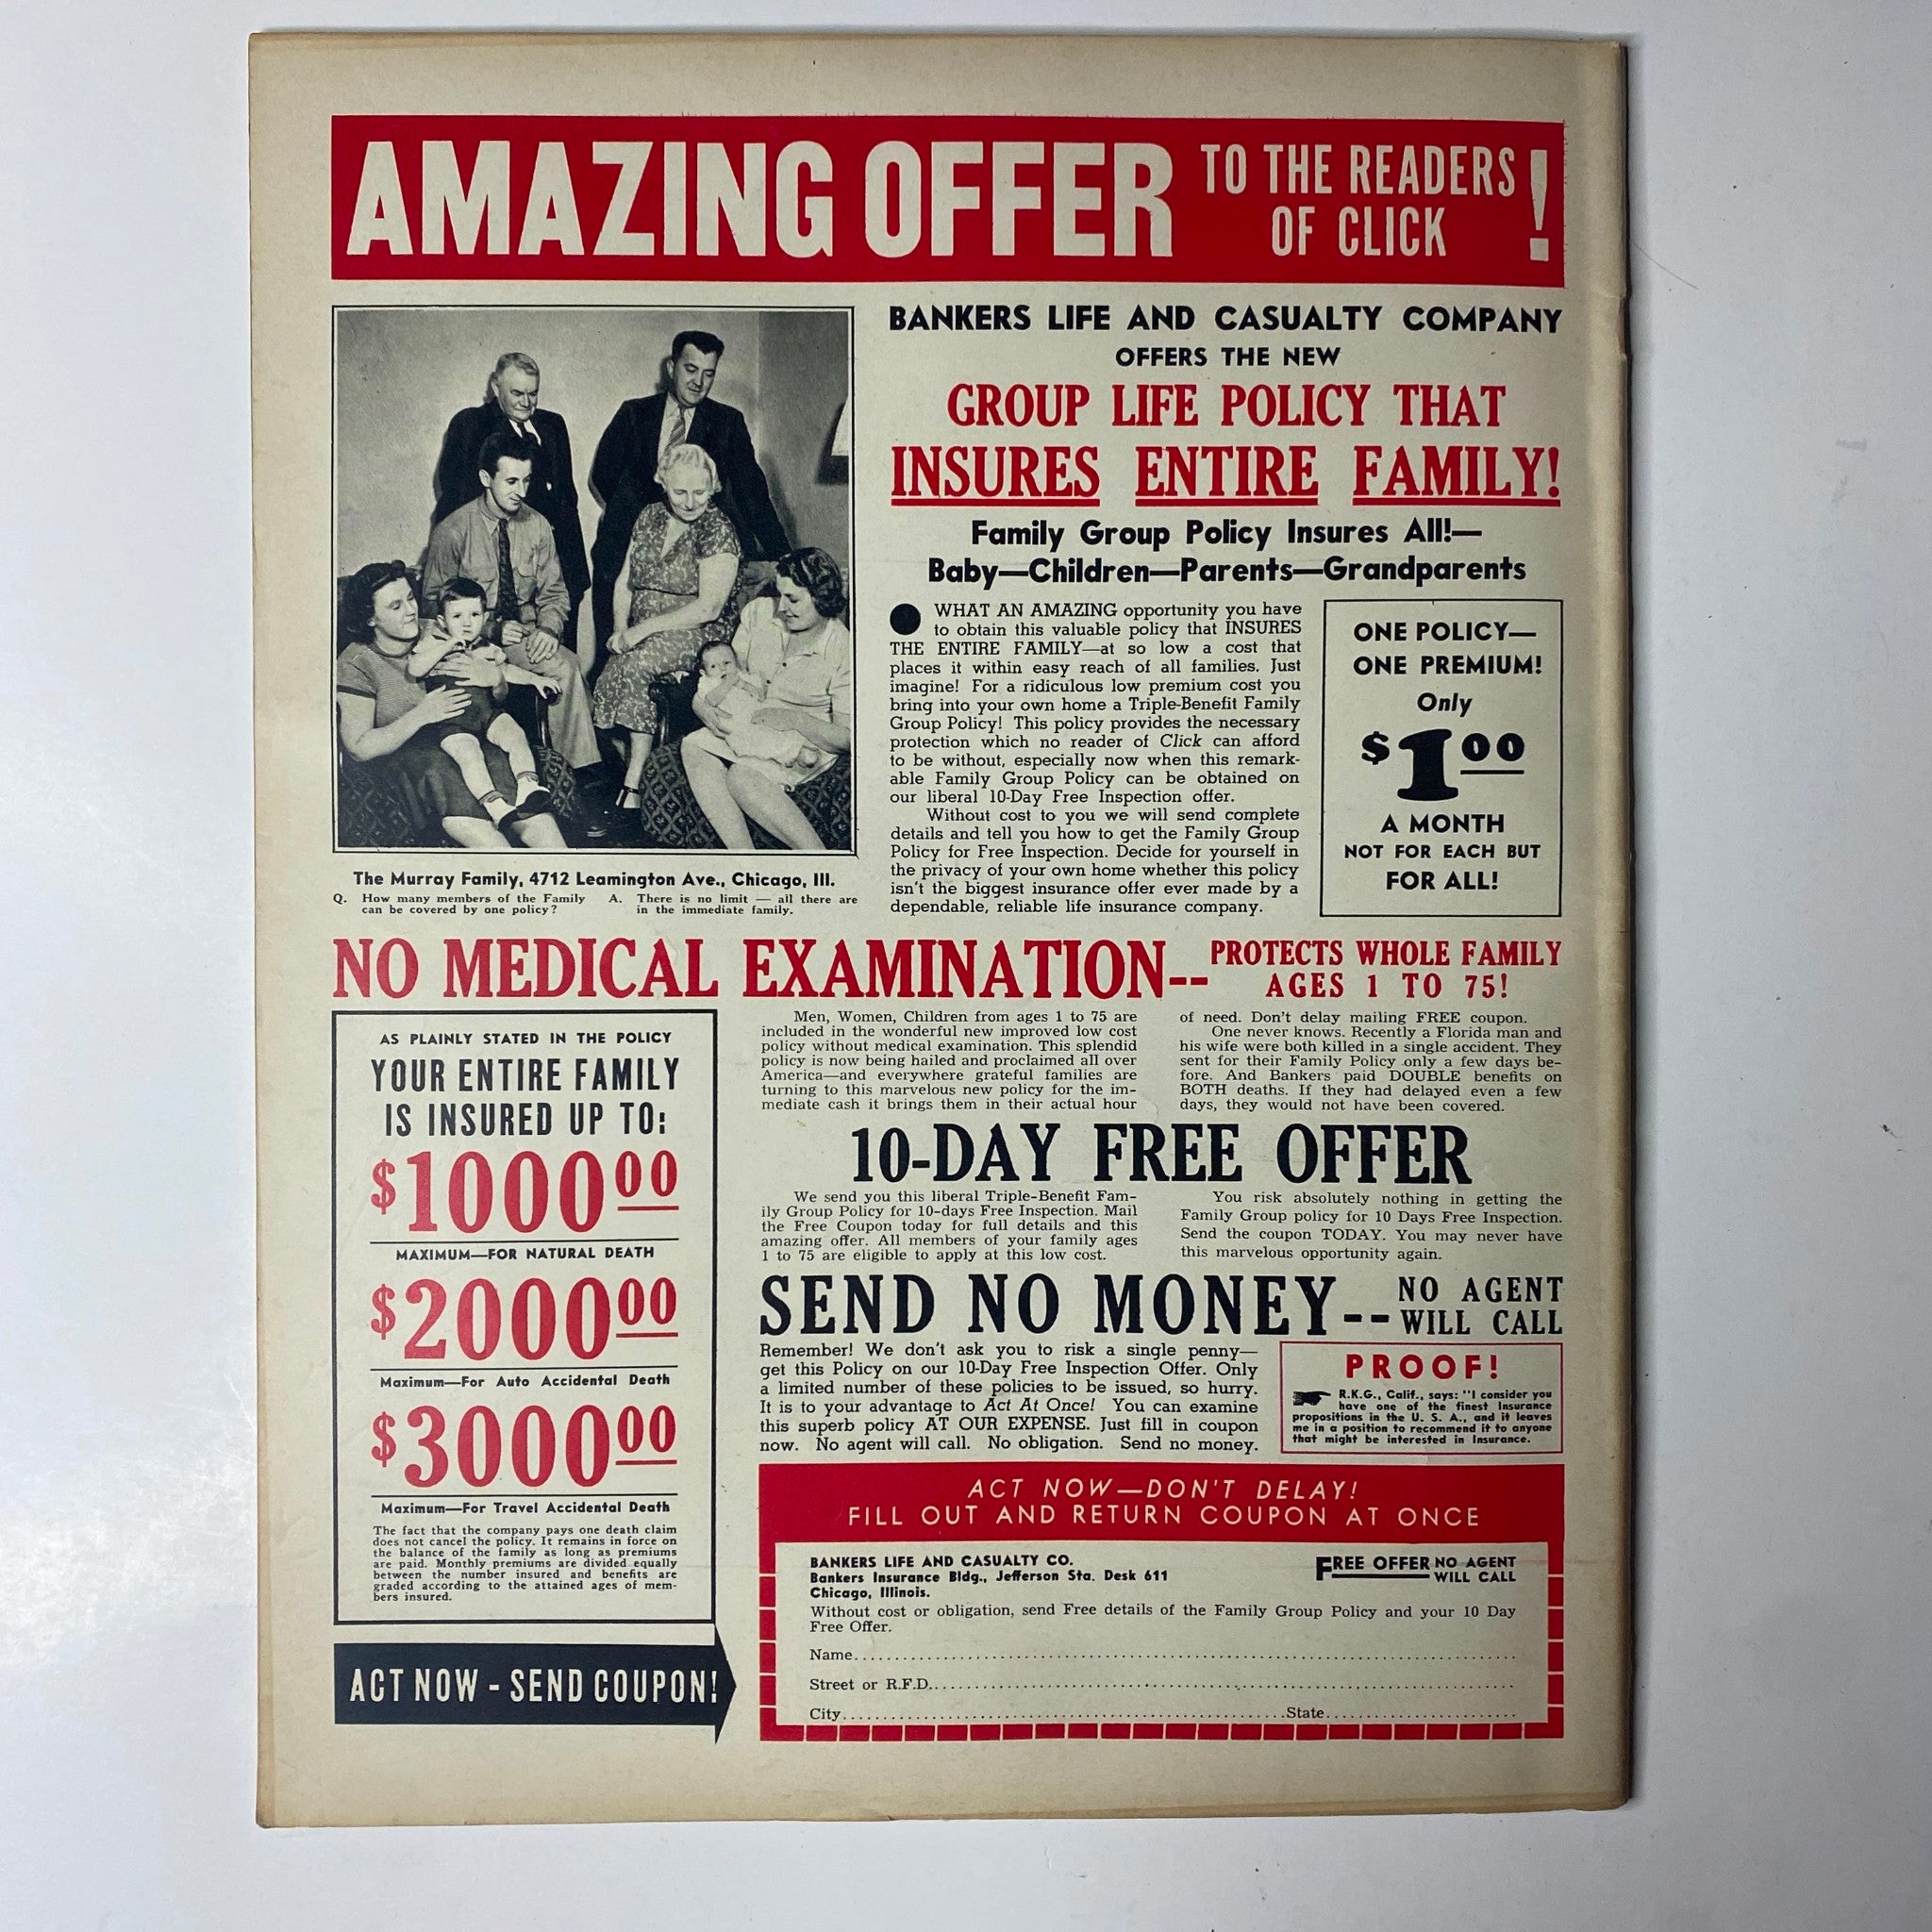 AMAZING OFFER TO THE READERS OF CLICK!
BANKERS LIFE AND CASUALTY COMPANY
OFFERS THE NEW
GROUP LIFE POLICY THAT
INSURES ENTIRE FAMILY!
Family Group Policy Insures All!—
Baby—Children—Parents—Grandparents
WHAT AN AMAZING opportunity you have
to obtain this valuable policy that INSURES
THE ENTIRE FAMILY—at so low a cost that
places it within easy reach of all families. Just
imagine! For a ridiculous low premium cost you
bring into your own home a Triple-Benefit Family
Group Policy! This policy provides the necessary
protection which no reader of Click can afford
to be without, especially now when this remark-
able Family Group Policy can be obtained on
our liberal 10-Day Free Inspection offer.
Without cost to you we will send complete
details and tell you how to get the Family Group
Policy for Free Inspection. Decide for yourself in
the privacy of your own home whether this policy
isn't the biggest insurance offer ever made by a
dependable, reliable life insurance company.
ONE POLICY—
ONE PREMIUM!
Only
$1.00
A MONTH
NOT FOR EACH BUT
FOR ALL!
The Murray Family, 4712 Leamington Ave., Chicago, Ill.
Q. How many members of the Family
can be covered by one policy?
A. There is no limit — all there are
in the immediate family.
NO MEDICAL EXAMINATION--
PROTECTS WHOLE FAMILY
AGES 1 TO 75!
AS PLAINLY STATED IN THE POLICY
YOUR ENTIRE FAMILY
IS INSURED UP TO:
$1000 00
MAXIMUM—FOR NATURAL DEATH
$2000 00
Maximum—For Auto Accidental Death
$3000 00
Maximum—For Travel Accidental Death
The fact that the company pays one death claim
does not cancel the policy. It remains in force on
the balance of the family as long as premiums
are paid. Monthly premiums are divided equally
between the number insured and benefits are
graded according to the attained ages of mem-
bers insured.
ACT NOW - SEND COUPON!
Men, Women, Children from ages 1 to 75 are
included in the wonderful new improved low cost
policy without medical examination. This splendid
policy is now being hailed and proclaimed all over
America—and everywhere grateful families are
turning to this marvelous new policy for the im-
mediate cash it brings them in their actual hour
of need. Don't delay mailing FREE coupon.
One never knows. Recently a Florida man and
his wife were both killed in a single accident. They
sent for their Family Policy only a few days be-
fore. And Bankers paid DOUBLE benefits on
BOTH deaths. If they had delayed even a few
days, they would not have been covered.
10-DAY FREE OFFER
We send you this liberal Triple-Benefit Fam-
ily Group Policy for 10-days Free Inspection. Mail
the Free Coupon today for full details and this
amazing offer. All members of your family ages
1 to 75 are eligible to apply at this low cost.
You risk absolutely nothing in getting the
Family Group policy for 10 Days Free Inspection.
Send the coupon TODAY. You may never have
this marvelous opportunity again.
SEND NO MONEY--
NO AGENT
WILL CALL
Remember! We don't ask you to risk a single penny—
get this Policy on our 10-Day Free Inspection Offer. Only
a limited number of these policies to be issued, so hurry.
It is to your advantage to Act At Once! You can examine
this superb policy AT OUR EXPENSE. Just fill in coupon
now. No agent will call. No obligation. Send no money.
PROOF!
R.K.G., Calif., says: "I consider you
have one of the finest Insurance
propositions in the U. S. A., and it leaves
me in a position to recommend it to anyone
that might be interested in Insurance.
ACT NOW—DON'T DELAY!
FILL OUT AND RETURN COUPON AT ONCE
BANKERS LIFE AND CASUALTY CO.
Bankers Insurance Bldg., Jefferson Sta. Desk 611
Chicago, Illinois.
FREE OFFER NO AGENT
WILL CALL
Without cost or obligation, send Free details of the Family Group Policy and your 10 Day
Free Offer.
Name
Street or R.F.D.
City State